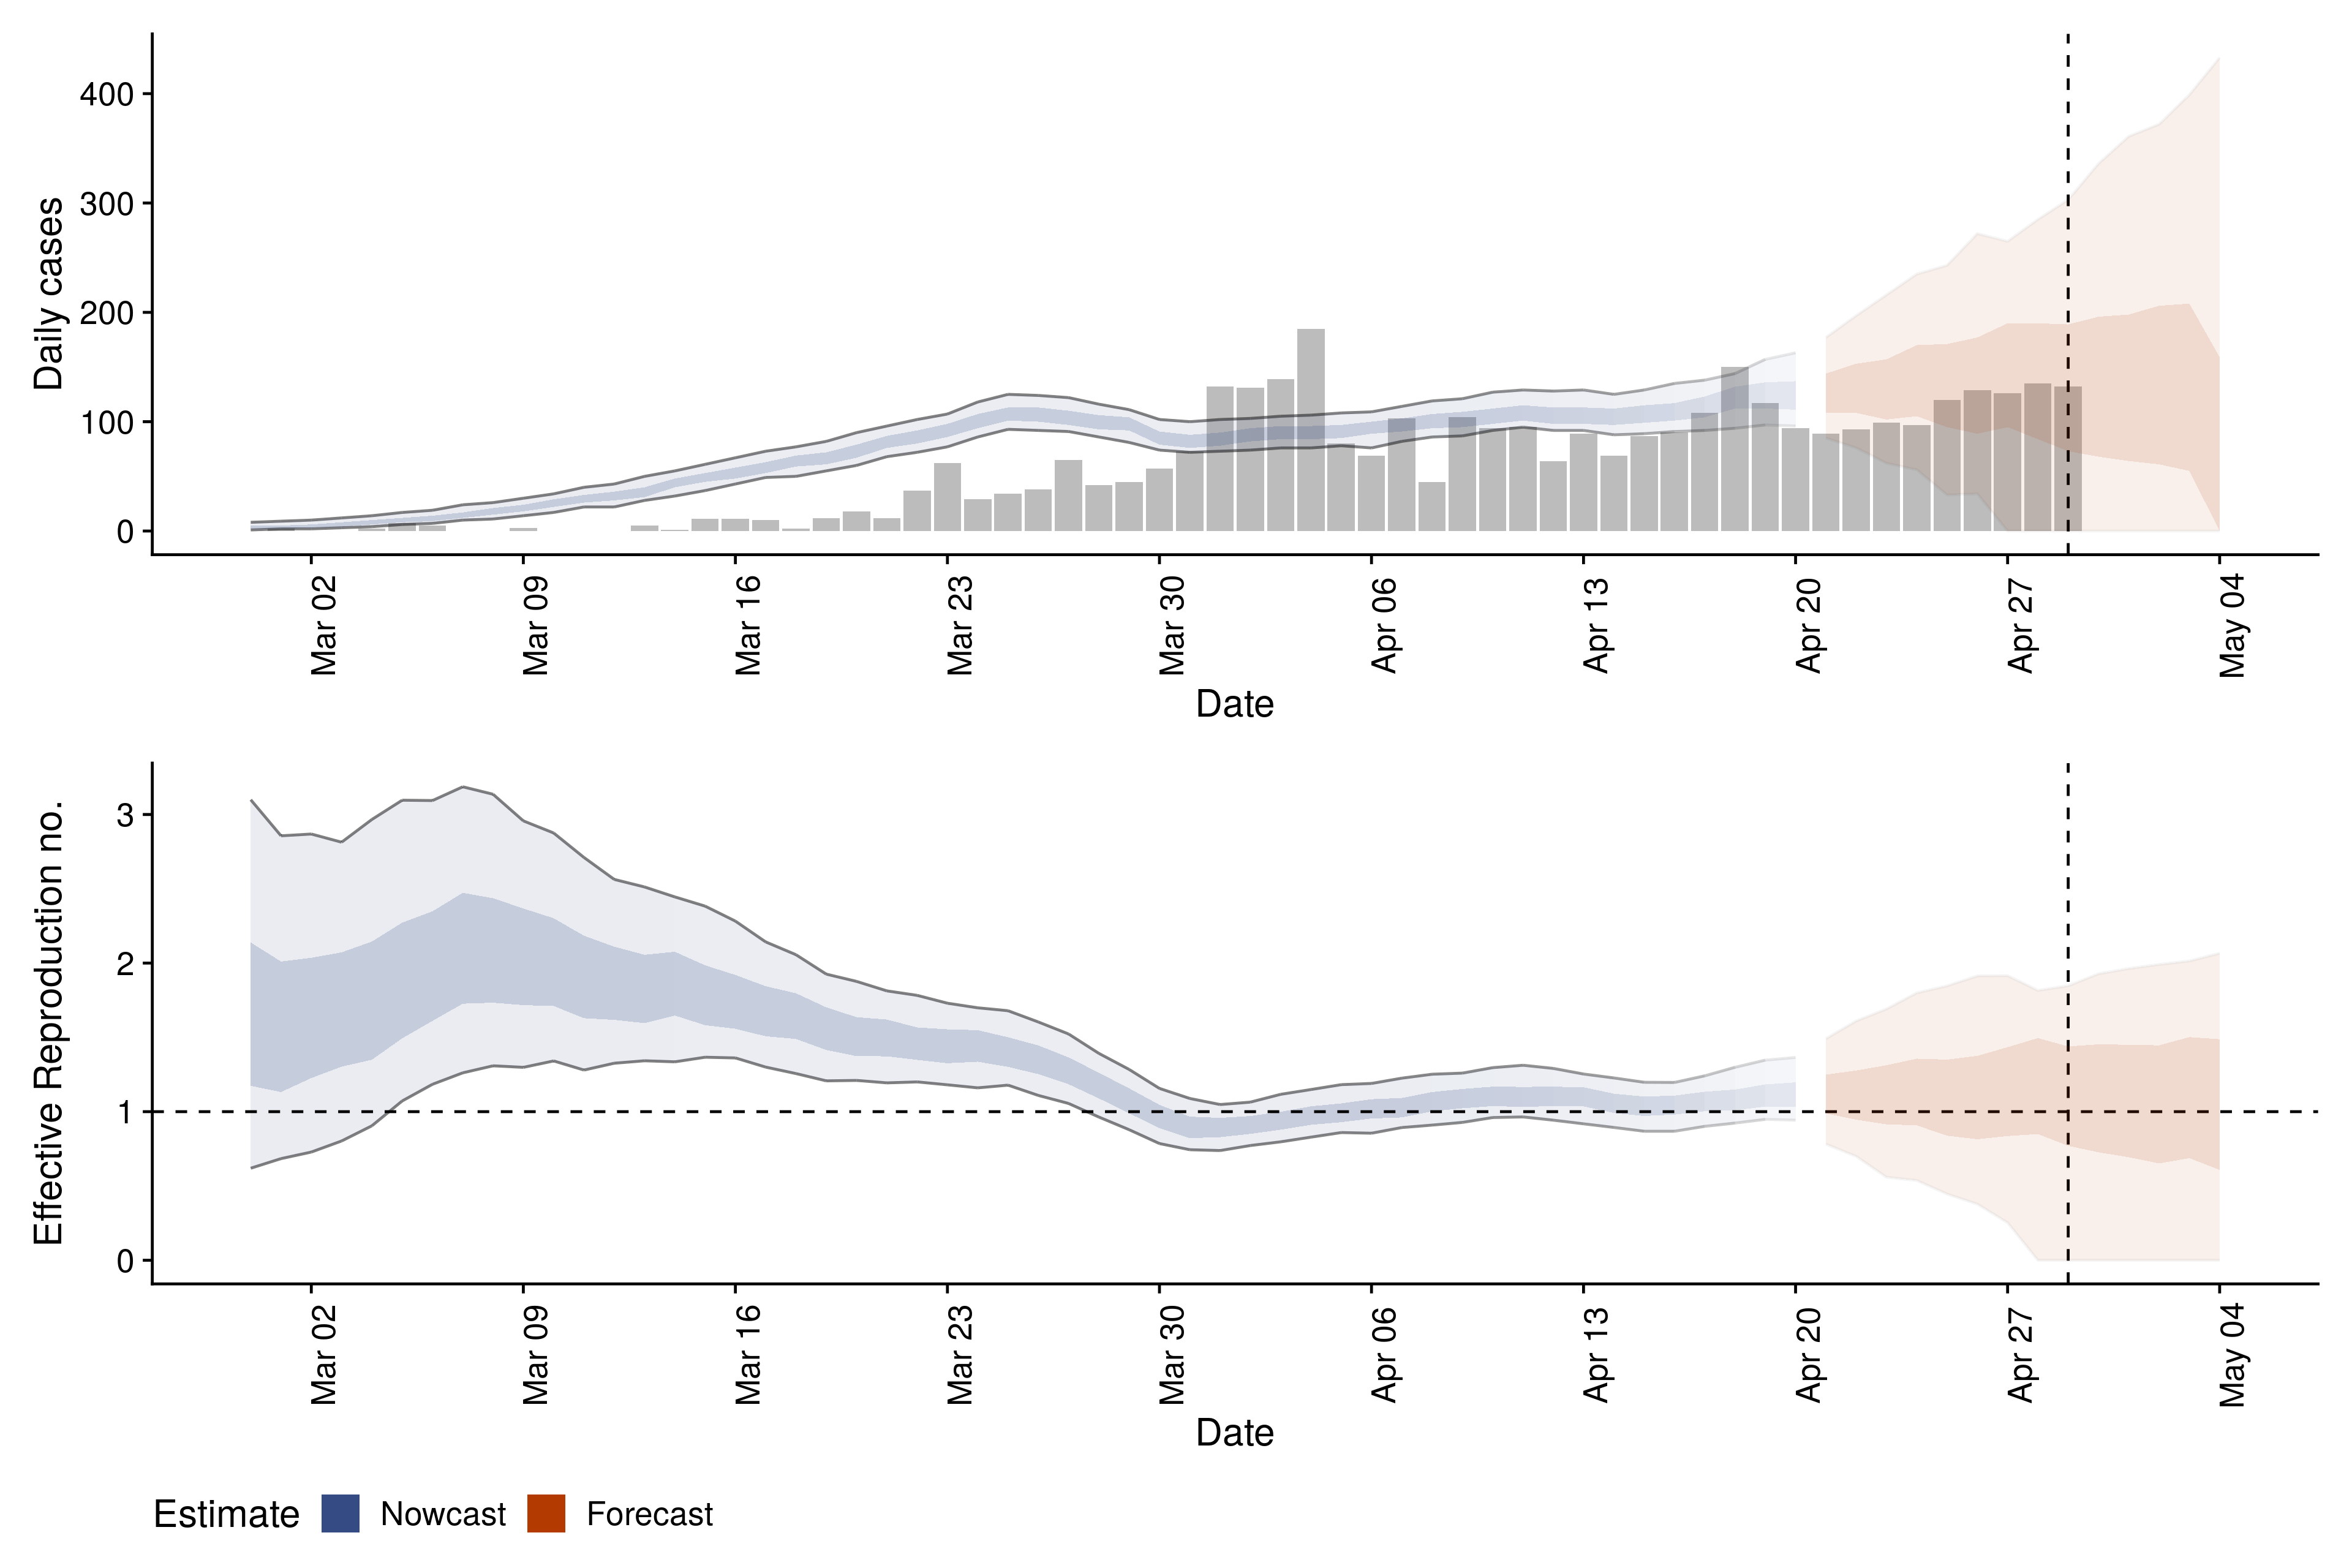 Daily cases
400
300
200
100
0
Mar 02
Mar 09
Mar 16
Mar 23
Mar 30
Apr 06
Apr 13
Apr 20
Apr 27
May 04
Date
Effective Reproduction no.
3
2
1
0
Mar 02
Mar 09
Mar 16
Mar 23
Mar 30
Apr 06
Apr 13
Apr 20
Apr 27
May 04
Date
Estimate Nowcast Forecast